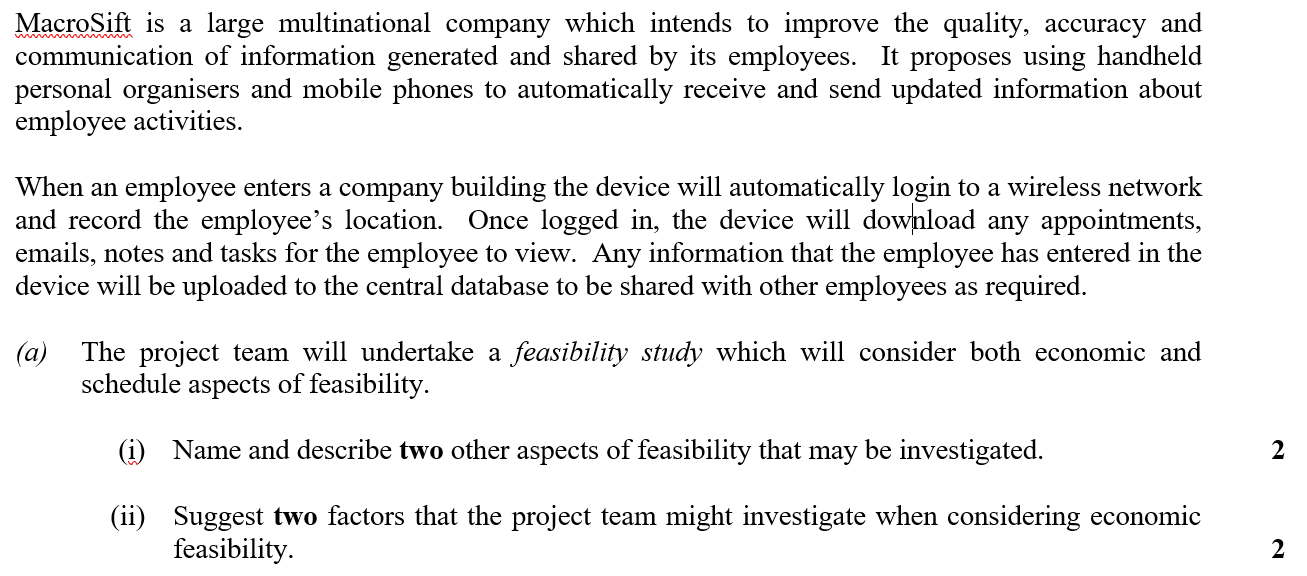 MacroSift is a large multinational company which intends to improve the quality, accuracy and
communication of information generated and shared by its employees. It proposes using handheld
personal organisers and mobile phones to automatically receive and send updated information about
employee activities.
When an employee enters a company building the device will automatically login to a wireless network
and record the employee’s location. Once logged in, the device will download any appointments,
emails, notes and tasks for the employee to view. Any information that the employee has entered in the
device will be uploaded to the central database to be shared with other employees as required.
(a) The project team will undertake a feasibility study which will consider both economic and
schedule aspects of feasibility.
(i) Name and describe two other aspects of feasibility that may be investigated. 2
(ii) Suggest two factors that the project team might investigate when considering economic
feasibility. 2